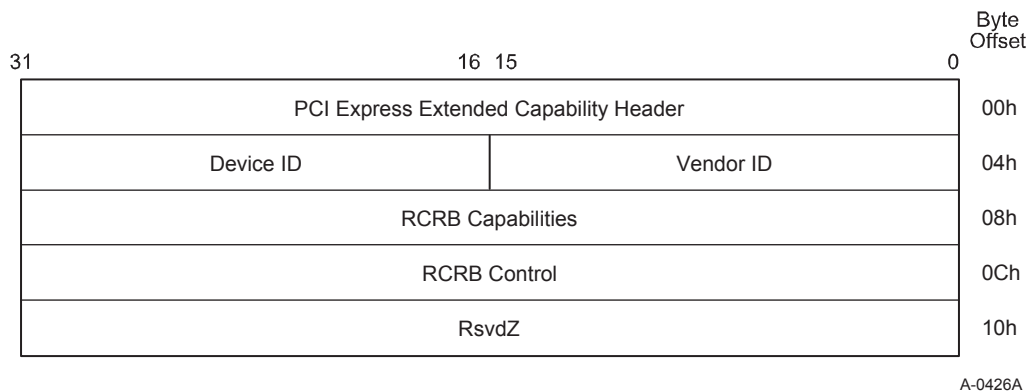 Byte
Offset
31 16 15 0
PCI Express Extended Capability Header 00h
Device ID Vendor ID 04h
RCRB Capabilities 08h
RCRB Control 0Ch
RsvdZ 10h
A-0426A